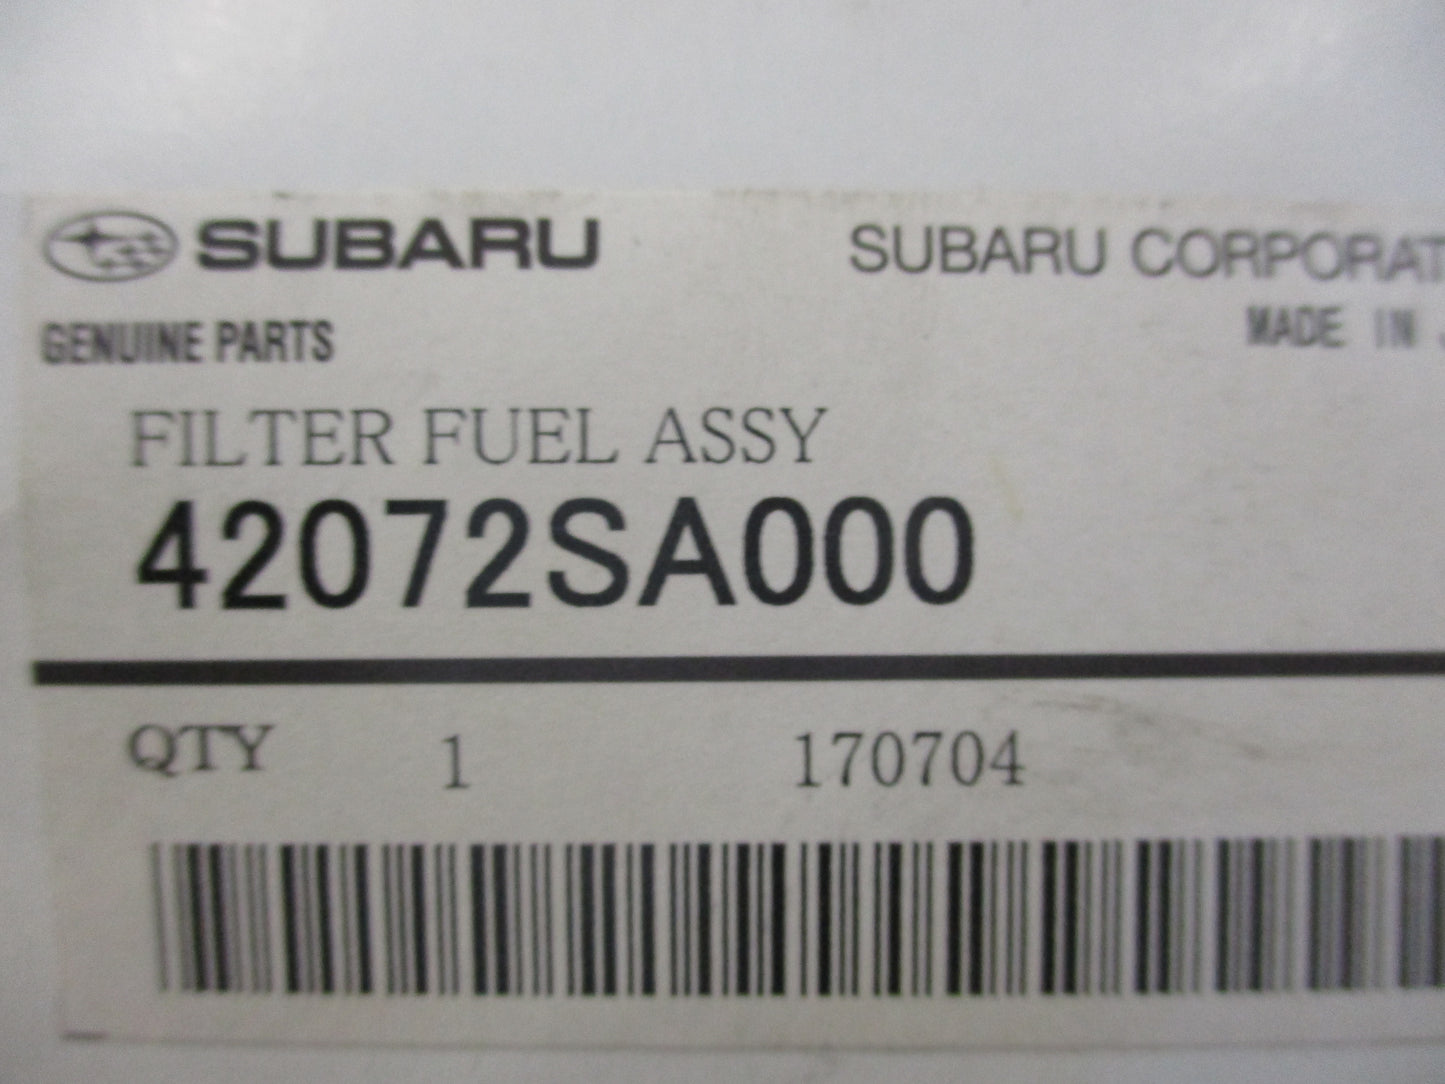 SUBARU
SUBARU CORPORAT
GENUINE PARTS
MADE IN
FILTER FUEL ASSY
42072SA000
QTY 1 170704